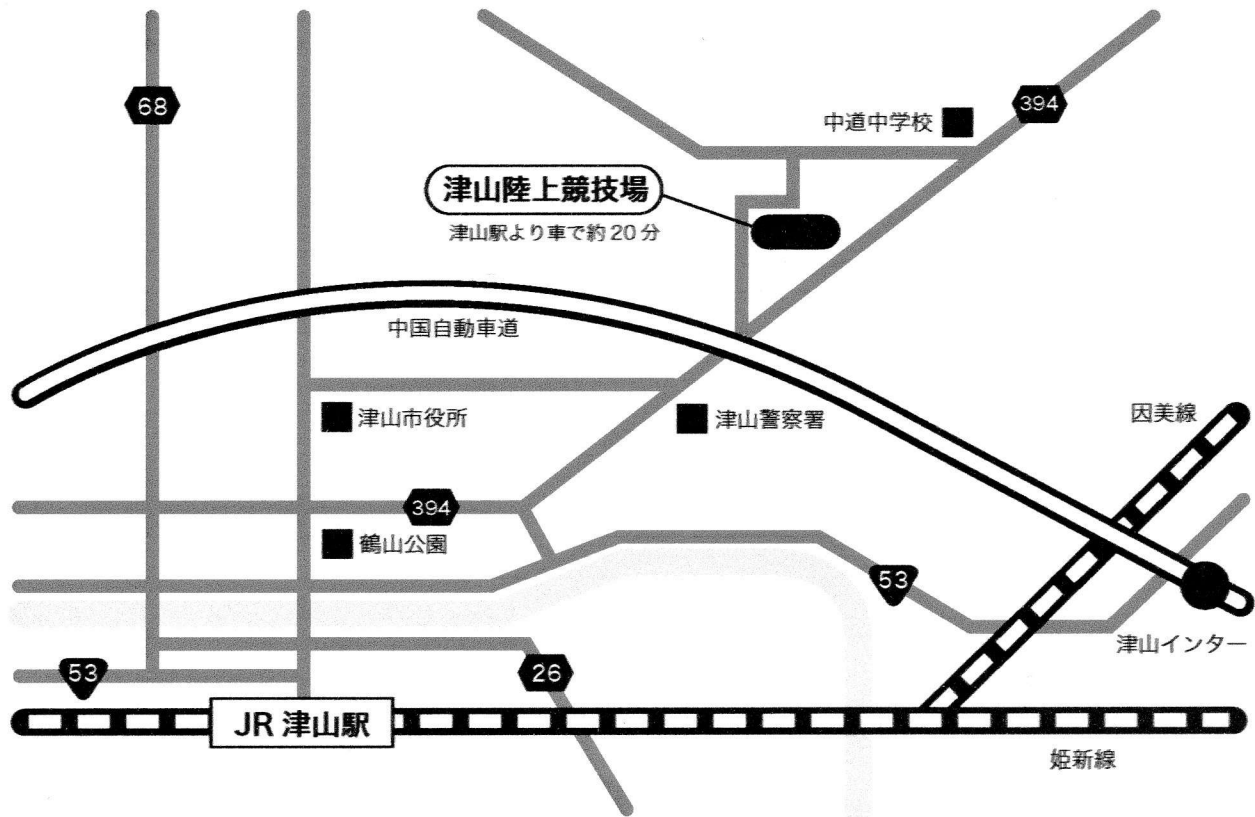 68
394
中道中学校
津山陸上競技場
津山駅より車で約20分
中国自動車道
津山市役所
津山警察署
因美線
394
鶴山公園
53
津山インター
53
26
JR 津山駅
姫新線